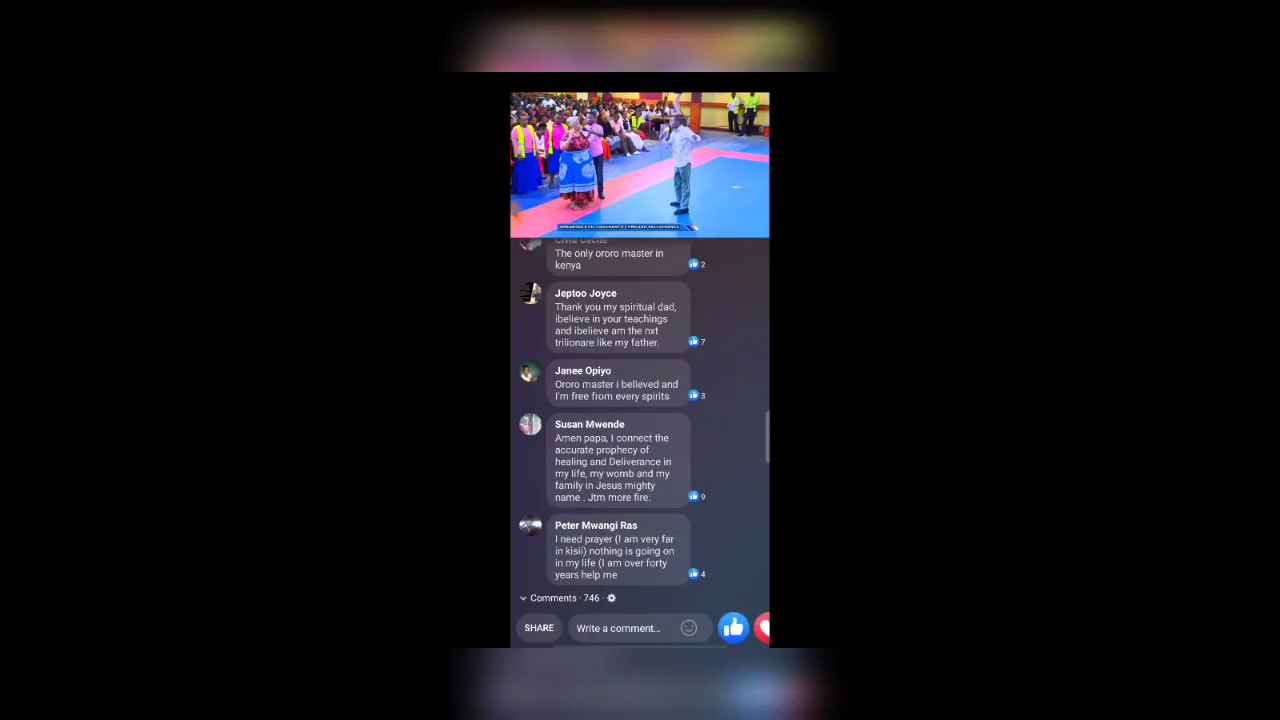 BREAKING EVIL COVENANTS THROUGH DELIVERANCE
The only ororo master in
kenya
2
Jeptoo Joyce
Thank you my spiritual dad,
ibelieve in your teachings
and ibelieve am the nxt
trilionare like my father.
7
Janee Opiyo
Ororo master i believed and
I'm free from every spirits
3
Susan Mwende
Amen papa, I connect the
accurate prophecy of
healing and Deliverance in
my life, my womb and my
family in Jesus mighty
name . Jtm more fire.
9
Peter Mwangi Ras
I need prayer (I am very far
in kisii) nothing is going on
in my life (I am over forty
years help me
4
Comments · 746 ·
SHARE
Write a comment...